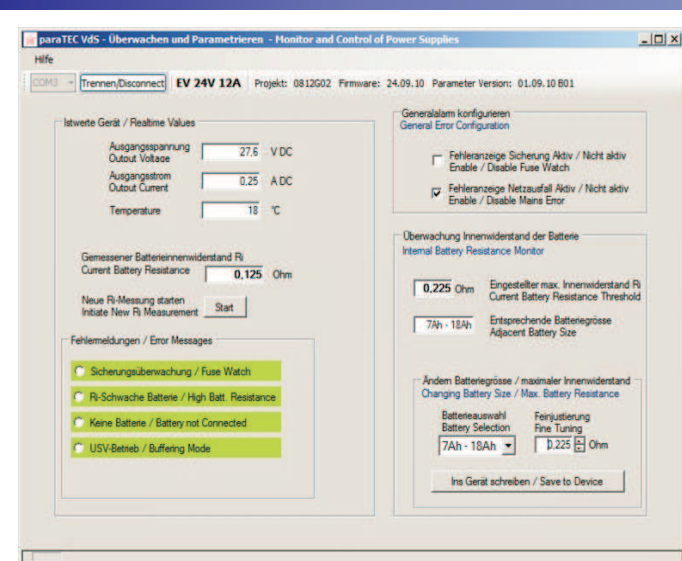 paraTEC VdS - Überwachen und Parametrieren - Monitor and Control of Power Supplies
Hilfe
COM3 Trennen/Disconnect EV 24V 12A Projekt: 0812G02 Firmware: 24.09.10 Parameter Version: 01.09.10 B01
Istwerte Gerät / Realtime Values
Ausgangsspannung
Output Voltage
27,6 V DC
Ausgangsstrom
Output Current
0,25 A DC
Temperature 18 °C
Gemessener Batterieinnenwiderstand Ri
Current Battery Resistance 0,125 Ohm
Neue Ri-Messung starten
Initiate New Ri Measurement
Start
Fehlermeldungen / Error Messages
Sicherungsüberwachung / Fuse Watch
Ri-Schwache Batterie / High Batt. Resistance
Keine Batterie / Battery not Connected
USV-Betrieb / Buffering Mode
Generalalarm konfigurieren
General Error Configuration
Fehleranzeige Sicherung Aktiv / Nicht aktiv
Enable / Disable Fuse Watch
Fehleranzeige Netzausfall Aktiv / Nicht aktiv
Enable / Disable Mains Error
Überwachung Innenwiderstand der Batterie
Internal Battery Resistance Monitor
0,225 Ohm
Eingestellter max. Innenwiderstand Ri
Current Battery Resistance Threshold
7Ah - 18Ah
Entsprechende Batteriegrösse
Adjacent Battery Size
Ändern Batteriegrösse / maximaler Innenwiderstand
Changing Battery Size / Max. Battery Resistance
Batterieauswahl
Battery Selection
7Ah - 18Ah
Feinjustierung
Fine Tuning
0.225 Ohm
Ins Gerät schreiben / Save to Device